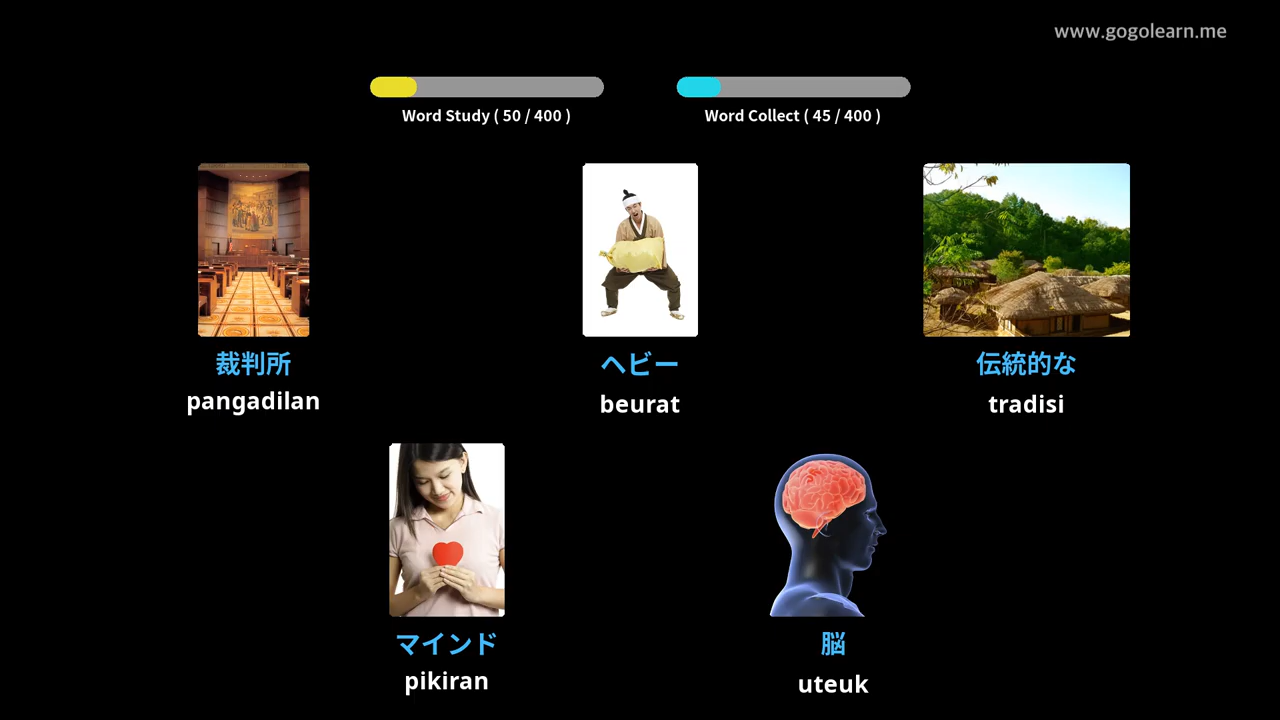 www.gogolearn.me
Word Study ( 50 / 400 )
Word Collect ( 45 / 400 )
裁判所
pangadilan
ヘビー
beurat
伝統的な
tradisi
マインド
pikiran
脳
uteuk